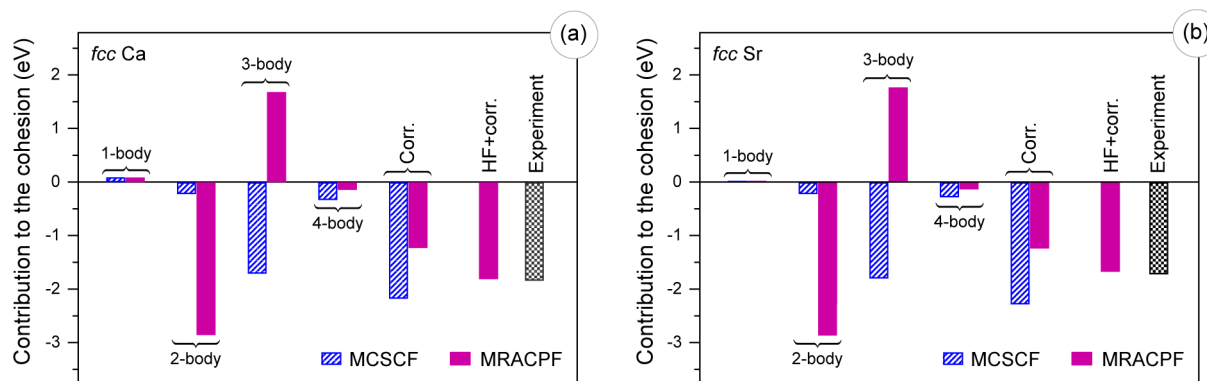 Contribution to the cohesion (eV)
2
1
0
-1
-2
-3
fcc Ca
(a)
1-body
2-body
3-body
4-body
Corr.
HF+corr.
Experiment
MCSCF
MRACPF
Contribution to the cohesion (eV)
2
1
0
-1
-2
-3
fcc Sr
(b)
1-body
2-body
3-body
4-body
Corr.
HF+corr.
Experiment
MCSCF
MRACPF